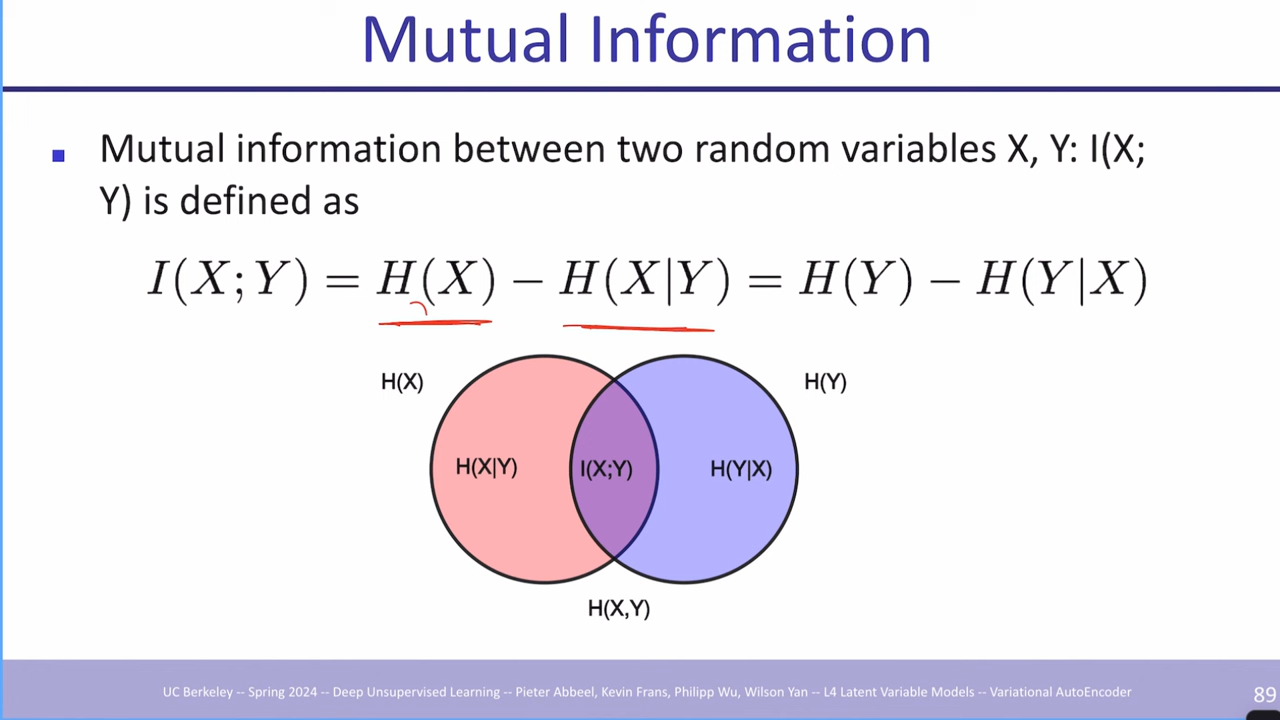 Mutual Information
Mutual information between two random variables X, Y: I(X;
Y) is defined as
I(X;Y) = H(X) − H(X|Y) = H(Y) − H(Y|X)
H(X)
H(Y)
H(X|Y)
I(X;Y)
H(Y|X)
H(X,Y)
UC Berkeley -- Spring 2024 -- Deep Unsupervised Learning -- Pieter Abbeel, Kevin Frans, Philipp Wu, Wilson Yan -- L4 Latent Variable Models -- Variational AutoEncoder
89